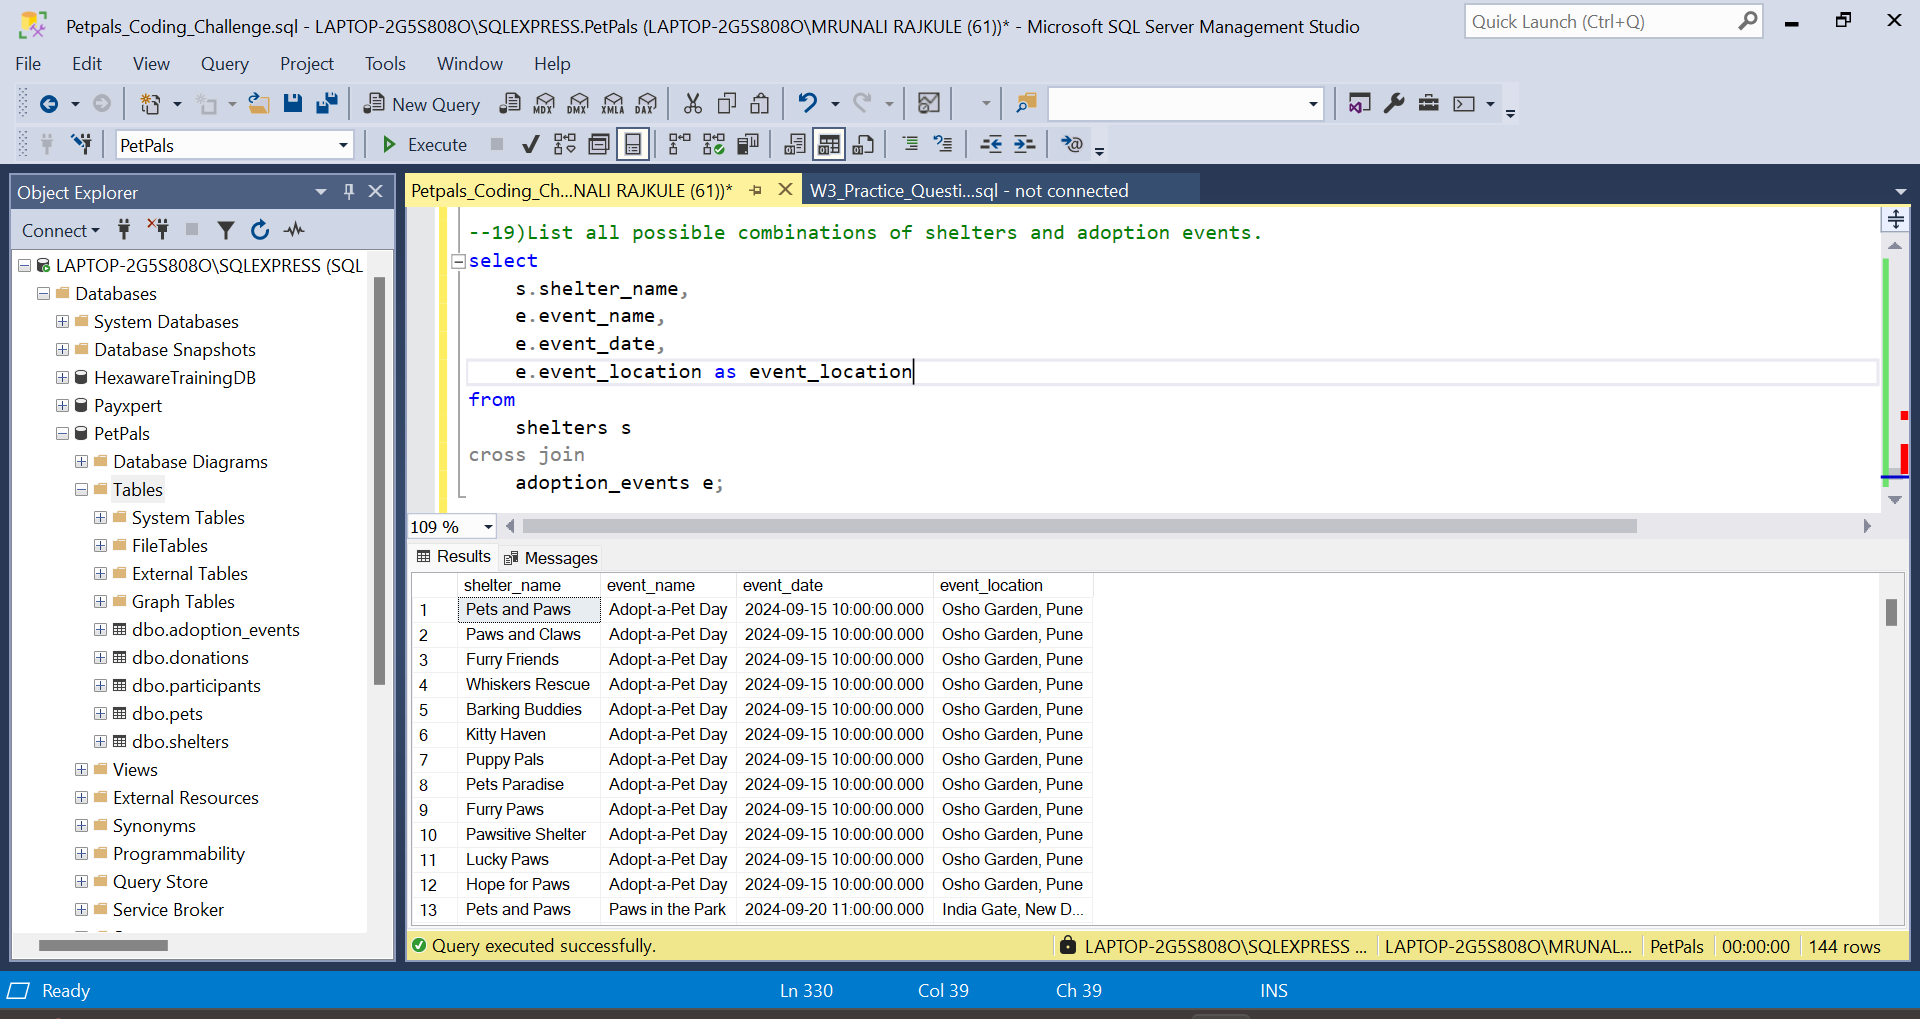 Petpals_Coding_Challenge.sql - LAPTOP-2G5S808O\SQLEXPRESS.PetPals (LAPTOP-2G5S808O\MRUNALI RAJKULE (61))* - Microsoft SQL Server Management Studio
Quick Launch (Ctrl+Q)
File Edit View Query Project Tools Window Help
New Query MDX DMX XMLA DAX
PetPals Execute
Object Explorer
Petpals_Coding_Ch...NALI RAJKULE (61))* W3_Practice_Questi...sql - not connected
Connect
LAPTOP-2G5S808O\SQLEXPRESS (SQL
Databases
System Databases
Database Snapshots
HexawareTrainingDB
Payxpert
PetPals
Database Diagrams
Tables
System Tables
FileTables
External Tables
Graph Tables
dbo.adoption_events
dbo.donations
dbo.participants
dbo.pets
dbo.shelters
Views
External Resources
Synonyms
Programmability
Query Store
Service Broker
--19)List all possible combinations of shelters and adoption events.
select
s.shelter_name,
e.event_name,
e.event_date,
e.event_location as event_location
from
shelters s
cross join
adoption_events e;
109 %
Results Messages
shelter_name event_name event_date event_location
1 Pets and Paws Adopt-a-Pet Day 2024-09-15 10:00:00.000 Osho Garden, Pune
2 Paws and Claws Adopt-a-Pet Day 2024-09-15 10:00:00.000 Osho Garden, Pune
3 Furry Friends Adopt-a-Pet Day 2024-09-15 10:00:00.000 Osho Garden, Pune
4 Whiskers Rescue Adopt-a-Pet Day 2024-09-15 10:00:00.000 Osho Garden, Pune
5 Barking Buddies Adopt-a-Pet Day 2024-09-15 10:00:00.000 Osho Garden, Pune
6 Kitty Haven Adopt-a-Pet Day 2024-09-15 10:00:00.000 Osho Garden, Pune
7 Puppy Pals Adopt-a-Pet Day 2024-09-15 10:00:00.000 Osho Garden, Pune
8 Pets Paradise Adopt-a-Pet Day 2024-09-15 10:00:00.000 Osho Garden, Pune
9 Furry Paws Adopt-a-Pet Day 2024-09-15 10:00:00.000 Osho Garden, Pune
10 Pawsitive Shelter Adopt-a-Pet Day 2024-09-15 10:00:00.000 Osho Garden, Pune
11 Lucky Paws Adopt-a-Pet Day 2024-09-15 10:00:00.000 Osho Garden, Pune
12 Hope for Paws Adopt-a-Pet Day 2024-09-15 10:00:00.000 Osho Garden, Pune
13 Pets and Paws Paws in the Park 2024-09-20 11:00:00.000 India Gate, New D...
Query executed successfully. LAPTOP-2G5S808O\SQLEXPRESS ... LAPTOP-2G5S808O\MRUNAL... PetPals 00:00:00 144 rows
Ready Ln 330 Col 39 Ch 39 INS